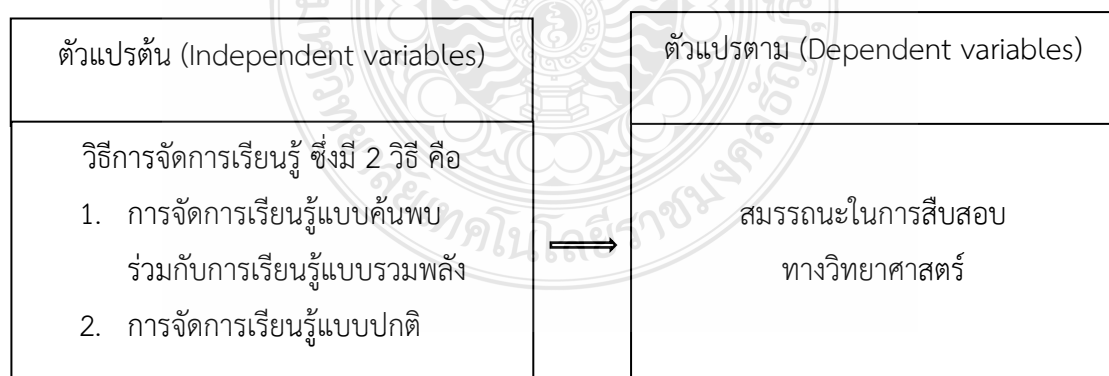 ตัวแปรต้น (Independent variables)
วิธีการจัดการเรียนรู้ ซึ่งมี 2 วิธี คือ
1. การจัดการเรียนรู้แบบค้นพบ
ร่วมกับการเรียนรู้แบบรวมพลัง
2. การจัดการเรียนรู้แบบปกติ
ตัวแปรตาม (Dependent variables)
สมรรถนะในการสืบสอบ
ทางวิทยาศาสตร์